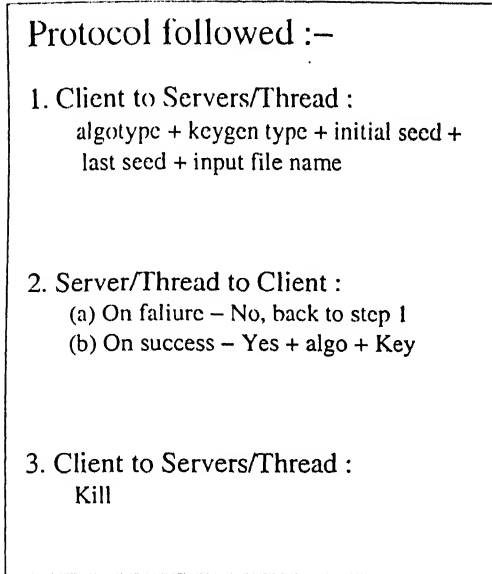 Protocol followed :–
1. Client to Servers/Thread :
algotype + keygen type + initial seed +
last seed + input file name
2. Server/Thread to Client :
(a) On faliure – No, back to step 1
(b) On success – Yes + algo + Key
3. Client to Servers/Thread :
Kill